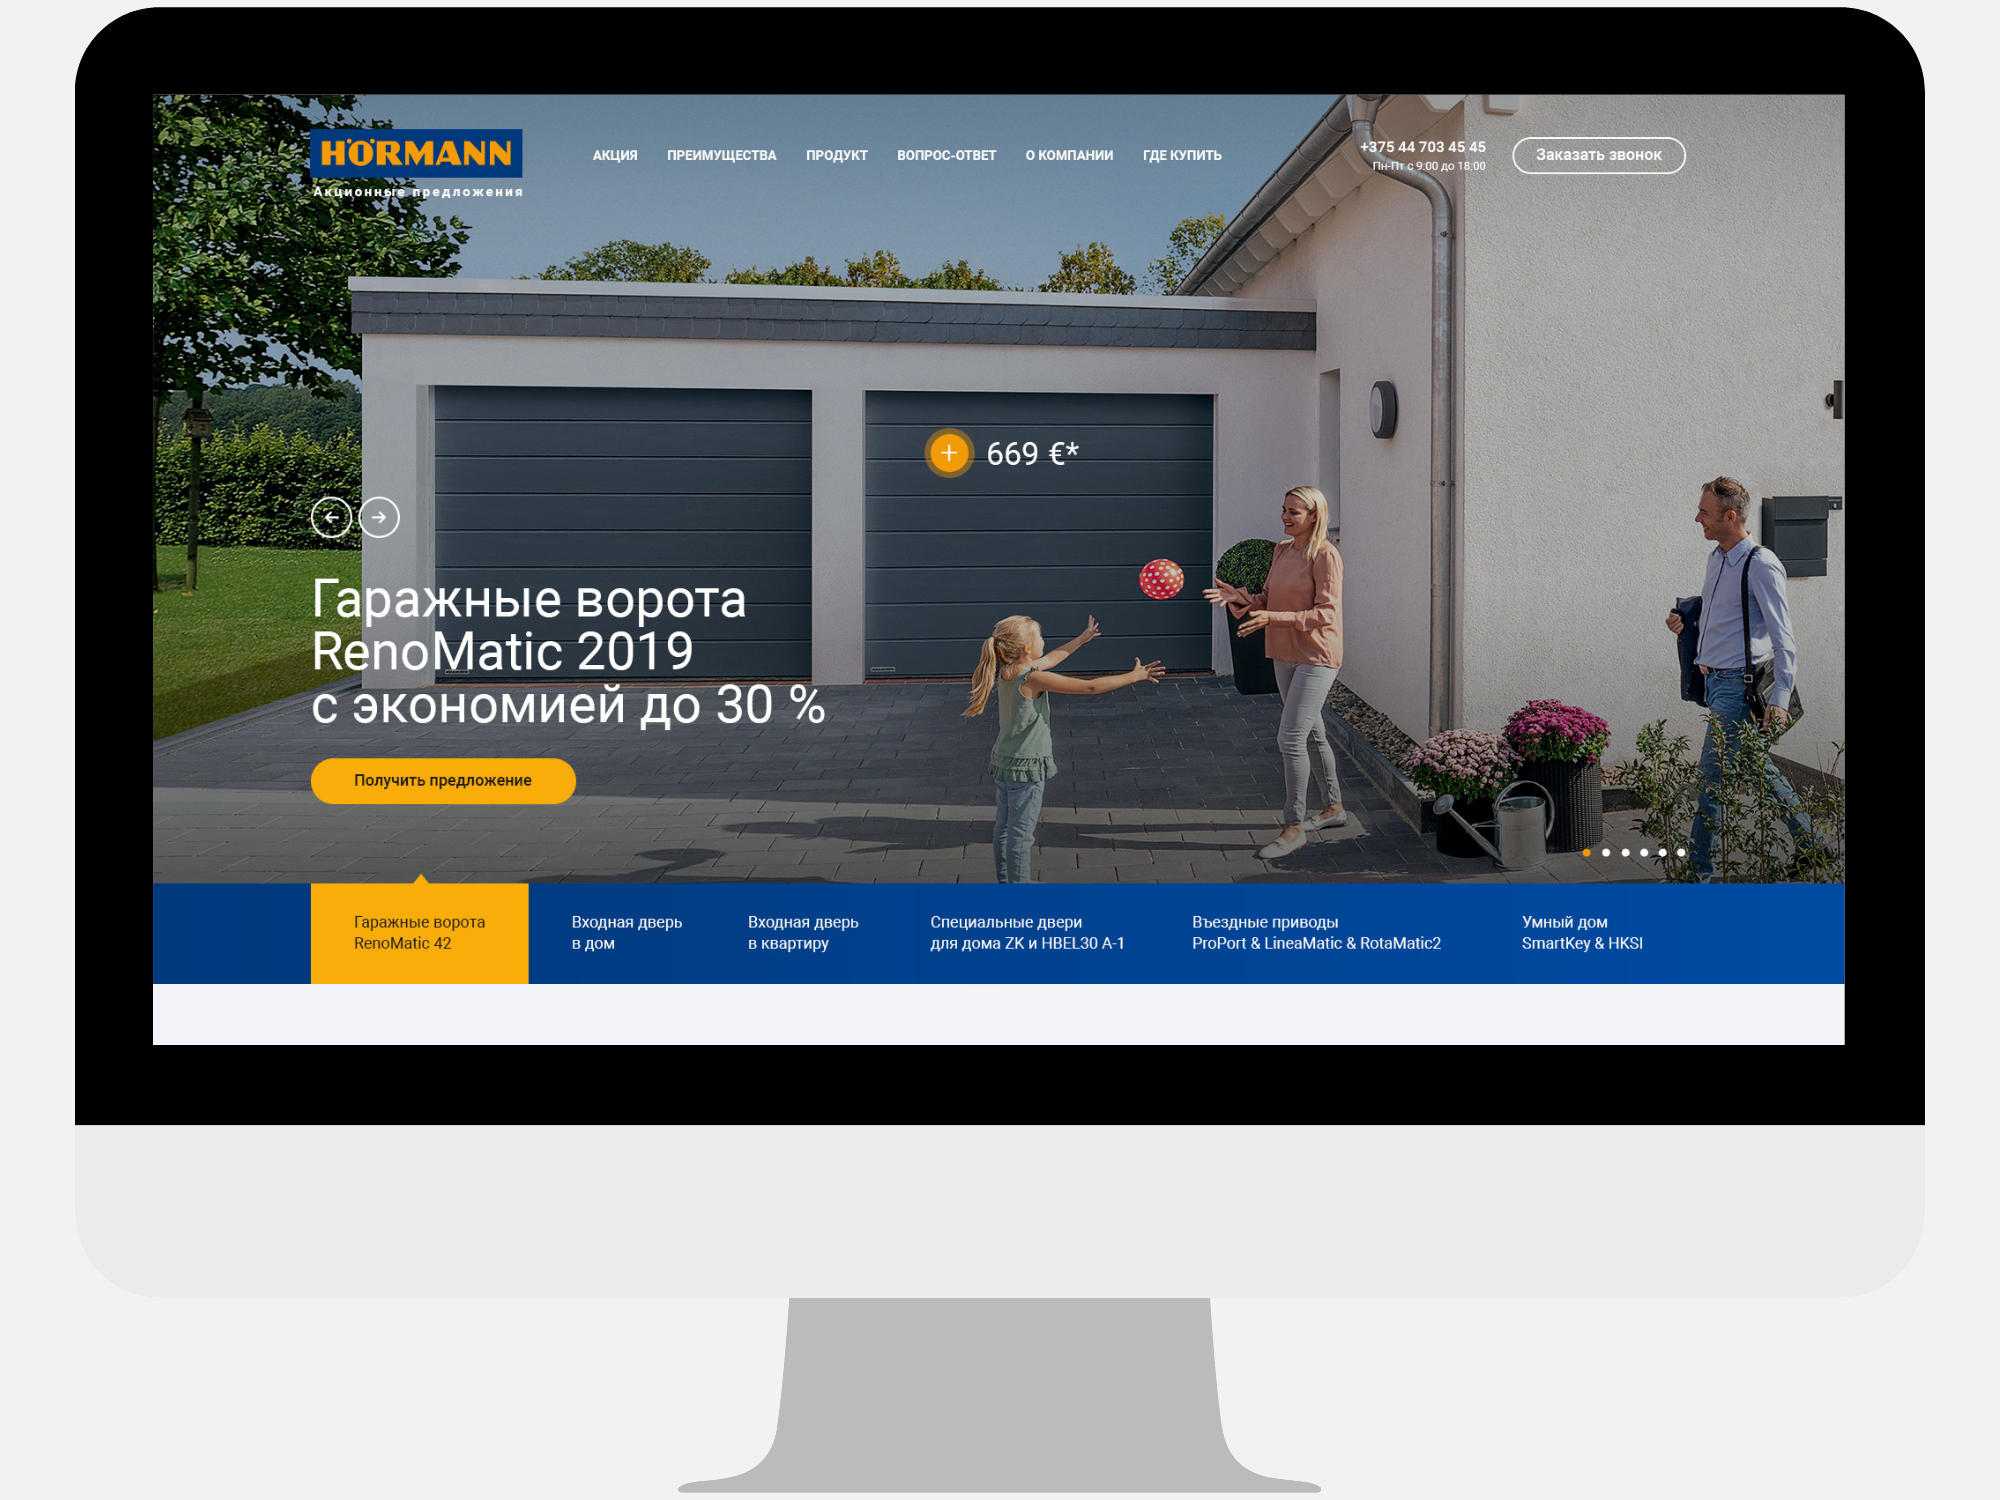 HÖRMANN
Акционные предложения
АКЦИЯ ПРЕИМУЩЕСТВА ПРОДУКТ ВОПРОС-ОТВЕТ О КОМПАНИИ ГДЕ КУПИТЬ
+375 44 703 45 45
Пн-Пт с 9:00 до 18:00
Заказать звонок
669 €*
Гаражные ворота
RenoMatic 2019
с экономией до 30 %
Получить предложение
Гаражные ворота
RenoMatic 42
Входная дверь
в дом
Входная дверь
в квартиру
Специальные двери
для дома ZK и HBEL30 A-1
Въездные приводы
ProPort & LineaMatic & RotaMatic2
Умный дом
SmartKey & HKSI